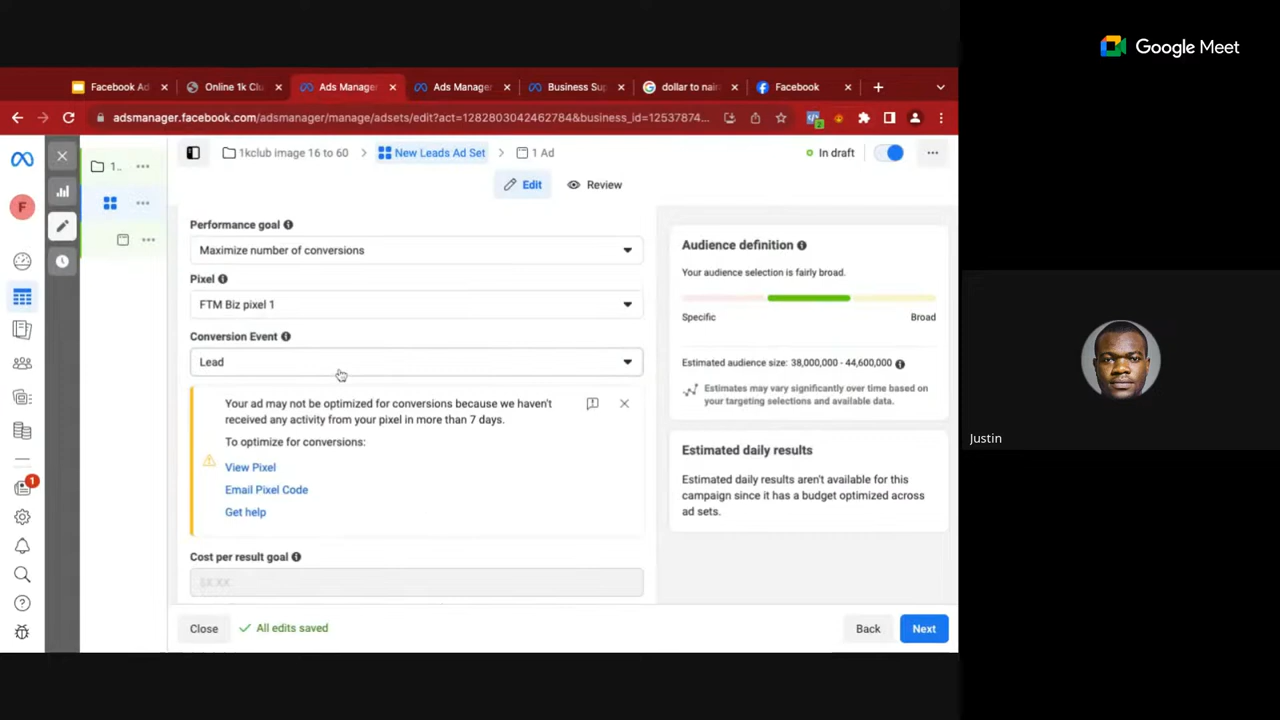 Google Meet
Facebook Ad
Online 1k Clu
Ads Manager
Ads Manager
Business Sup
dollar to nair
Facebook
adsmanager.facebook.com/adsmanager/manage/adsets/edit?act=1282803042462784&business_id=12537874...
2
1kclub image 16 to 60
New Leads Ad Set
1 Ad
In draft
1..
Edit
Review
F
Performance goal
Maximize number of conversions
Pixel
FTM Biz pixel 1
Conversion Event
Lead
Your ad may not be optimized for conversions because we haven't
received any activity from your pixel in more than 7 days.
To optimize for conversions:
View Pixel
Email Pixel Code
Get help
Cost per result goal
$X.XX
Audience definition
Your audience selection is fairly broad.
Specific
Broad
Estimated audience size: 38,000,000 - 44,600,000
Estimates may vary significantly over time based on
your targeting selections and available data.
Estimated daily results
Estimated daily results aren't available for this
campaign since it has a budget optimized across
ad sets.
1
Close
All edits saved
Back
Next
Justin